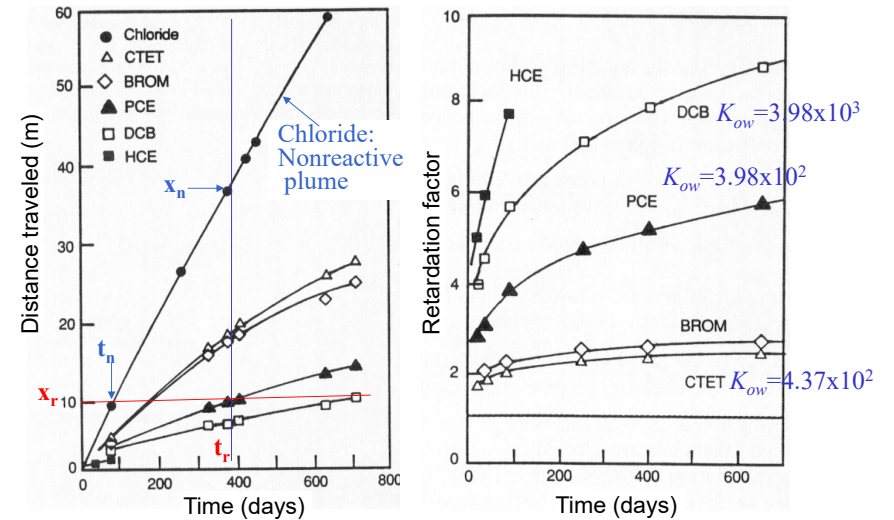 60
50
40
30
20
10
0
Distance traveled (m)
Chloride
CTET
BROM
PCE
DCB
HCE
Chloride:
Nonreactive
plume
xn
tn
xr
tr
0
200
400
600
800
Time (days)
10
8
6
4
2
0
Retardation factor
HCE
DCB
Kow=3.98x10³
Kow=3.98x10²
PCE
BROM
CTET
Kow=4.37x10²
0
200
400
600
Time (days)